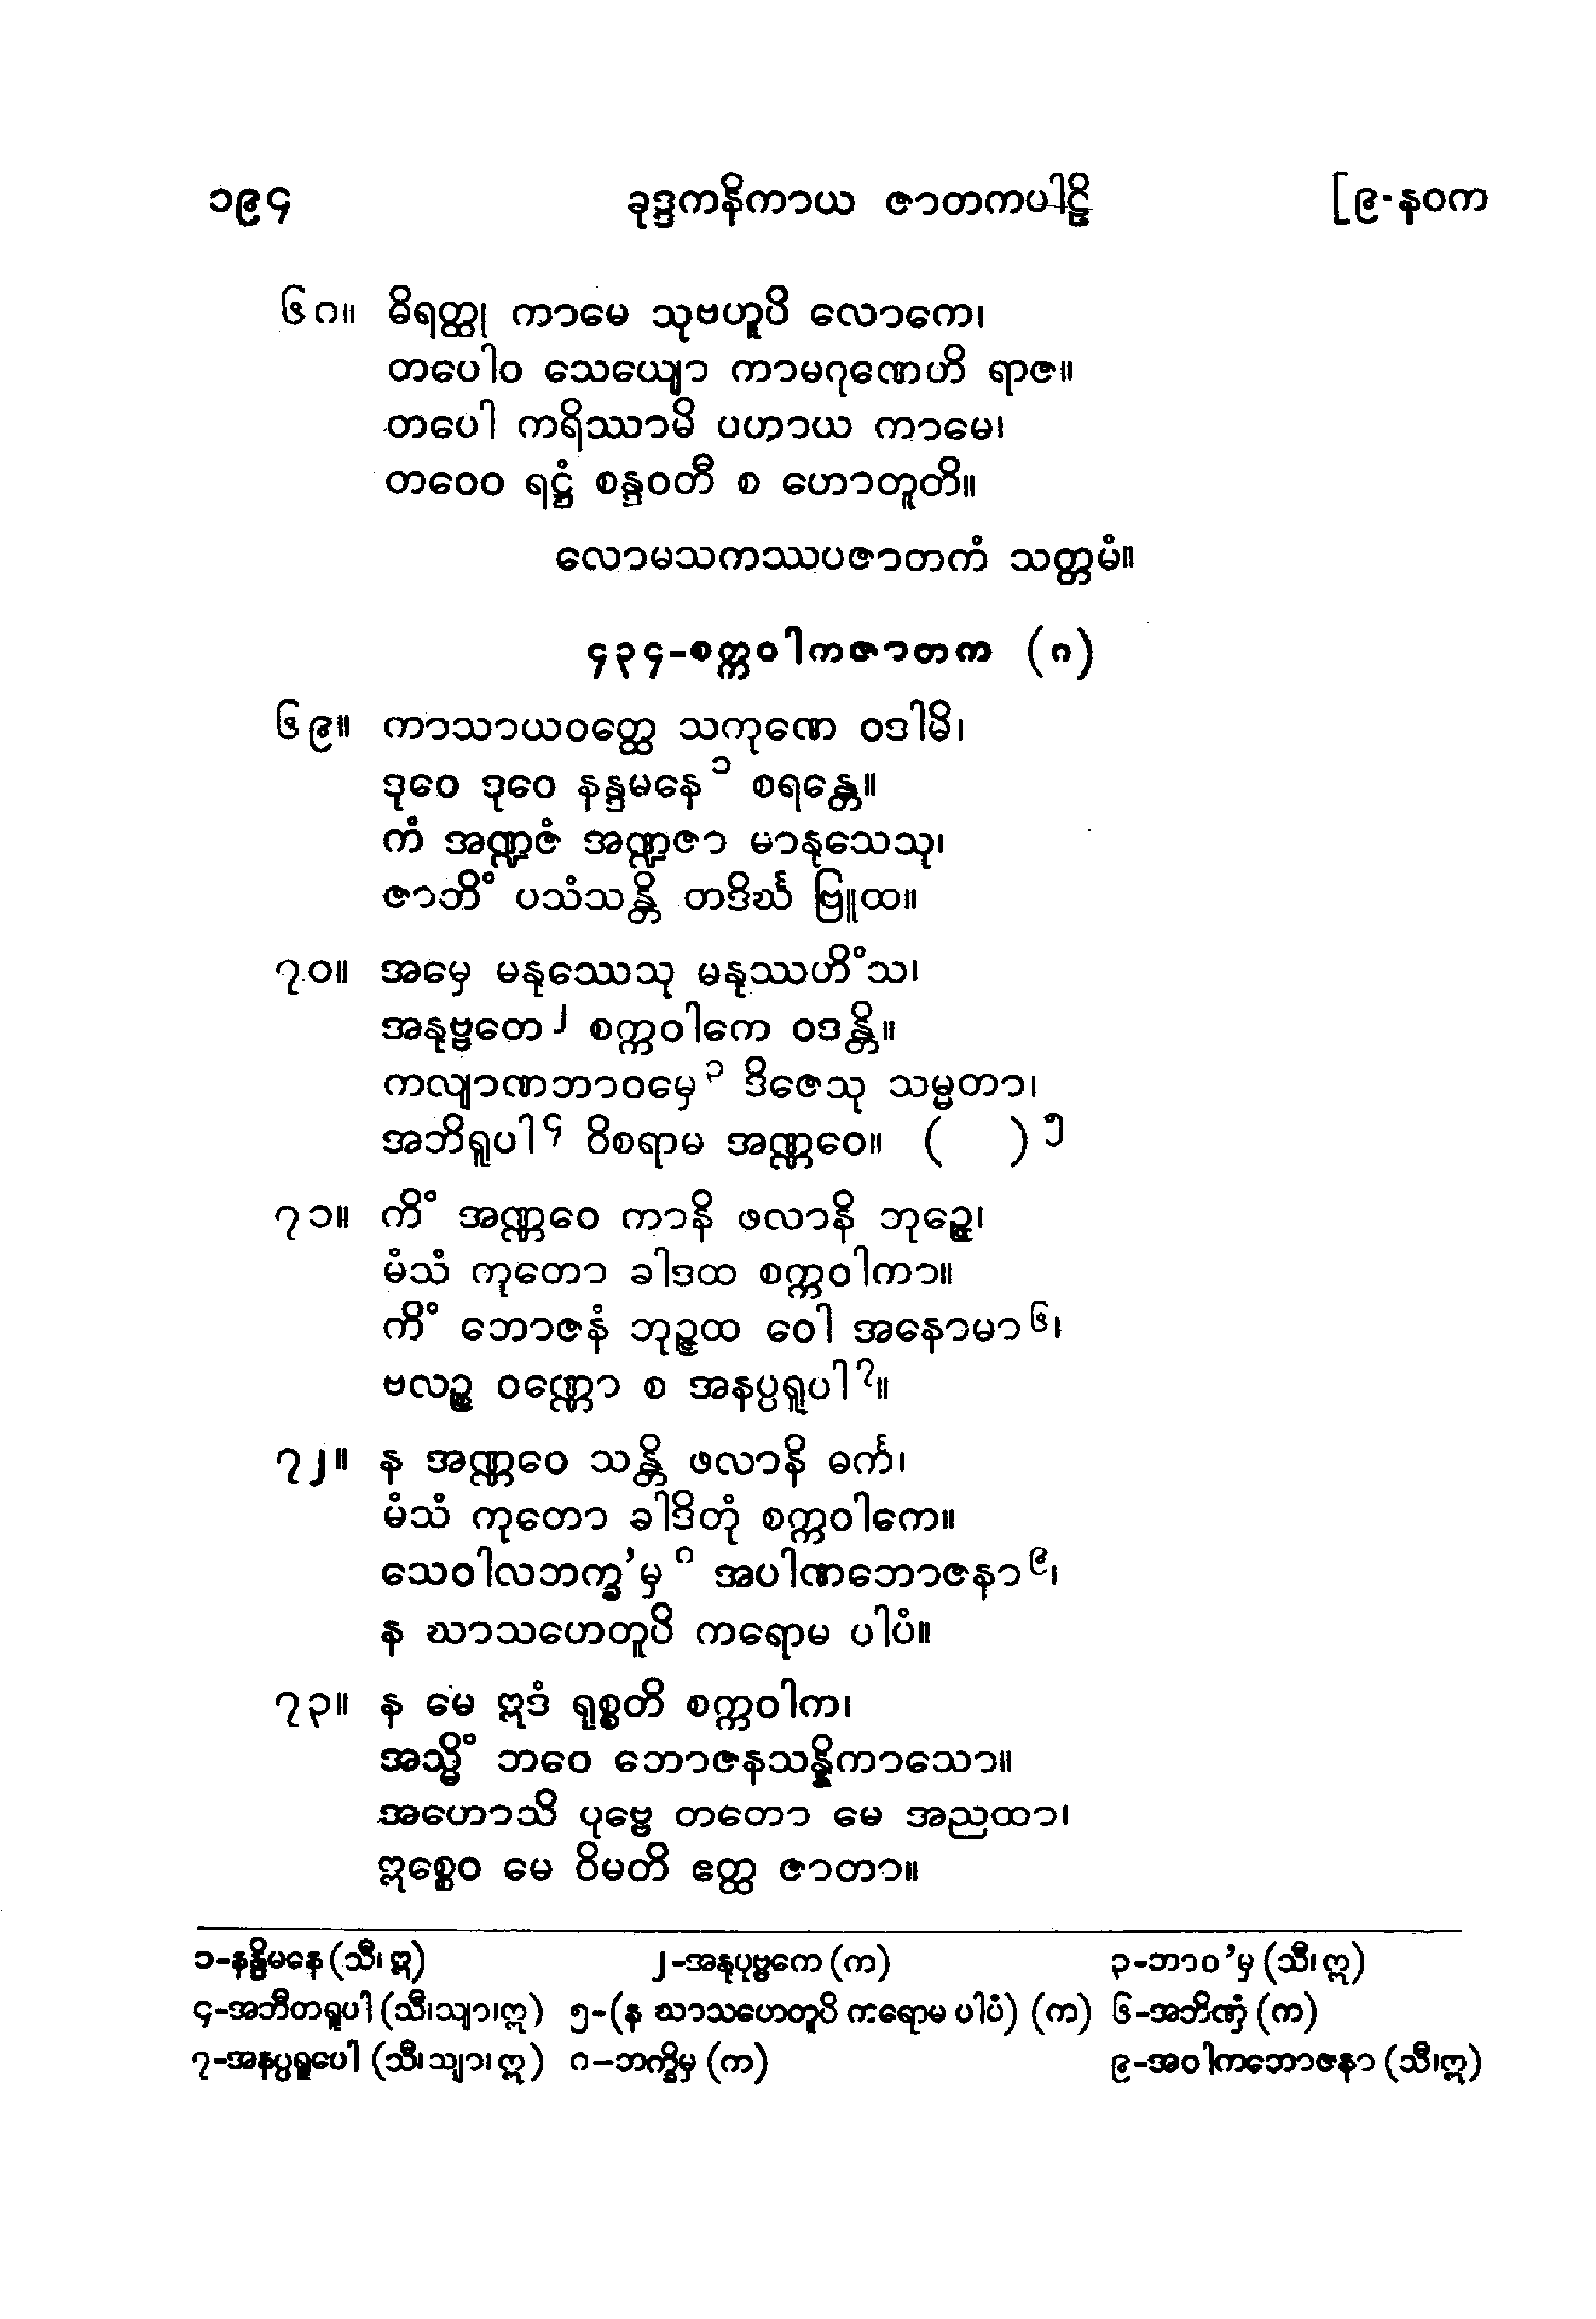 ၁၉၄ ခုဒ္ဒကနိကာယ ဇာတကပါဠိ [၉-နဝက
၆၈။ ဓိရတ္ထု ကာမေ သုဗဟူပိ လောကေ၊
တပေါဝ သေယျော ကာမဂုဏေဟိ ရာဇ။
တပေါ ကရိဿာမိ ပဟာယ ကာမေ၊
တဝေဝ ရဋ္ဌံ စန္ဒဝတီ စ ဟောတူတိ။
လောမသကဿပဇာတကံ သတ္တမံ။
၄၃၄-စက္ကဝါကဇာတက (၈)
၆၉။ ကာသာယဝတ္ထေ သကုဏေ ဝဒါမိ၊
ဒုဝေ ဒုဝေ နန္ဒမနေ ၁ စရန္တေ။
ကံ အဏ္ဍဇံ အဏ္ဍဇာ မာနုသေသု၊
ဇာတိံ ပသံသန္တိ တဒိင်္ဃ ဗြူထ။
၇၀။ အမှေ မနုဿေသု မနုဿဟိံသ၊
အနုဗ္ဗတေ ၂ စက္ကဝါကေ ဝဒန္တိ။
ကလျာဏဘာဝမှေ ၃ ဒိဇေသု သမ္မတာ၊
အဘိရူပါ ၄ ဝိစရာမ အဏ္ဏဝေ။ ( ) ၅
၇၁။ ကိံ အဏ္ဏဝေ ကာနိ ဖလာနိ ဘုဉ္ဇေ၊
မံသံ ကုတော ခါဒထ စက္ကဝါကာ။
ကိံ ဘောဇနံ ဘုဉ္ဇထ ဝေါ အနောမာ ၆၊
ဗလဉ္စ ဝဏ္ဏော စ အနပ္ပရူပါ ၇။
၇၂။ န အဏ္ဏဝေ သန္တိ ဖလာနိ ဓင်္က၊
မံသံ ကုတော ခါဒိတုံ စက္ကဝါကေ။
သေဝါလဘက္ခ'မှ ၈ အပါဏဘောဇနာ ၉၊
န ဃာသဟေတူပိ ကရောမ ပါပံ။
၇၃။ န မေ ဣဒံ ရုစ္စတိ စက္ကဝါက၊
အသ္မိံ ဘဝေ ဘောဇနသန္နိကာသော။
အဟောသိ ပုဗ္ဗေ တတော မေ အညထာ၊
ဣစ္စေဝ မေ ဝိမတိ ဧတ္ထ ဇာတာ။
၁-နန္ဒိမနေ (သီ၊ ဣ) ၂-အနုပုဗ္ဗကေ (က) ၃-ဘာဝ'မှ (သီ၊ ဣ)
၄-အဘီတရူပါ (သီ၊သျာ၊ဣ) ၅-(န ဃာသဟေတူပိ ကရောမ ပါပံ) (က) ၆-အဘိဏှံ (က)
၇-အနပ္ပရူပေါ (သီ၊သျာ၊ ဣ) ၈-ဘက္ခိမှ (က) ၉-အဝါကဘောဇနာ (သီ၊ဣ)